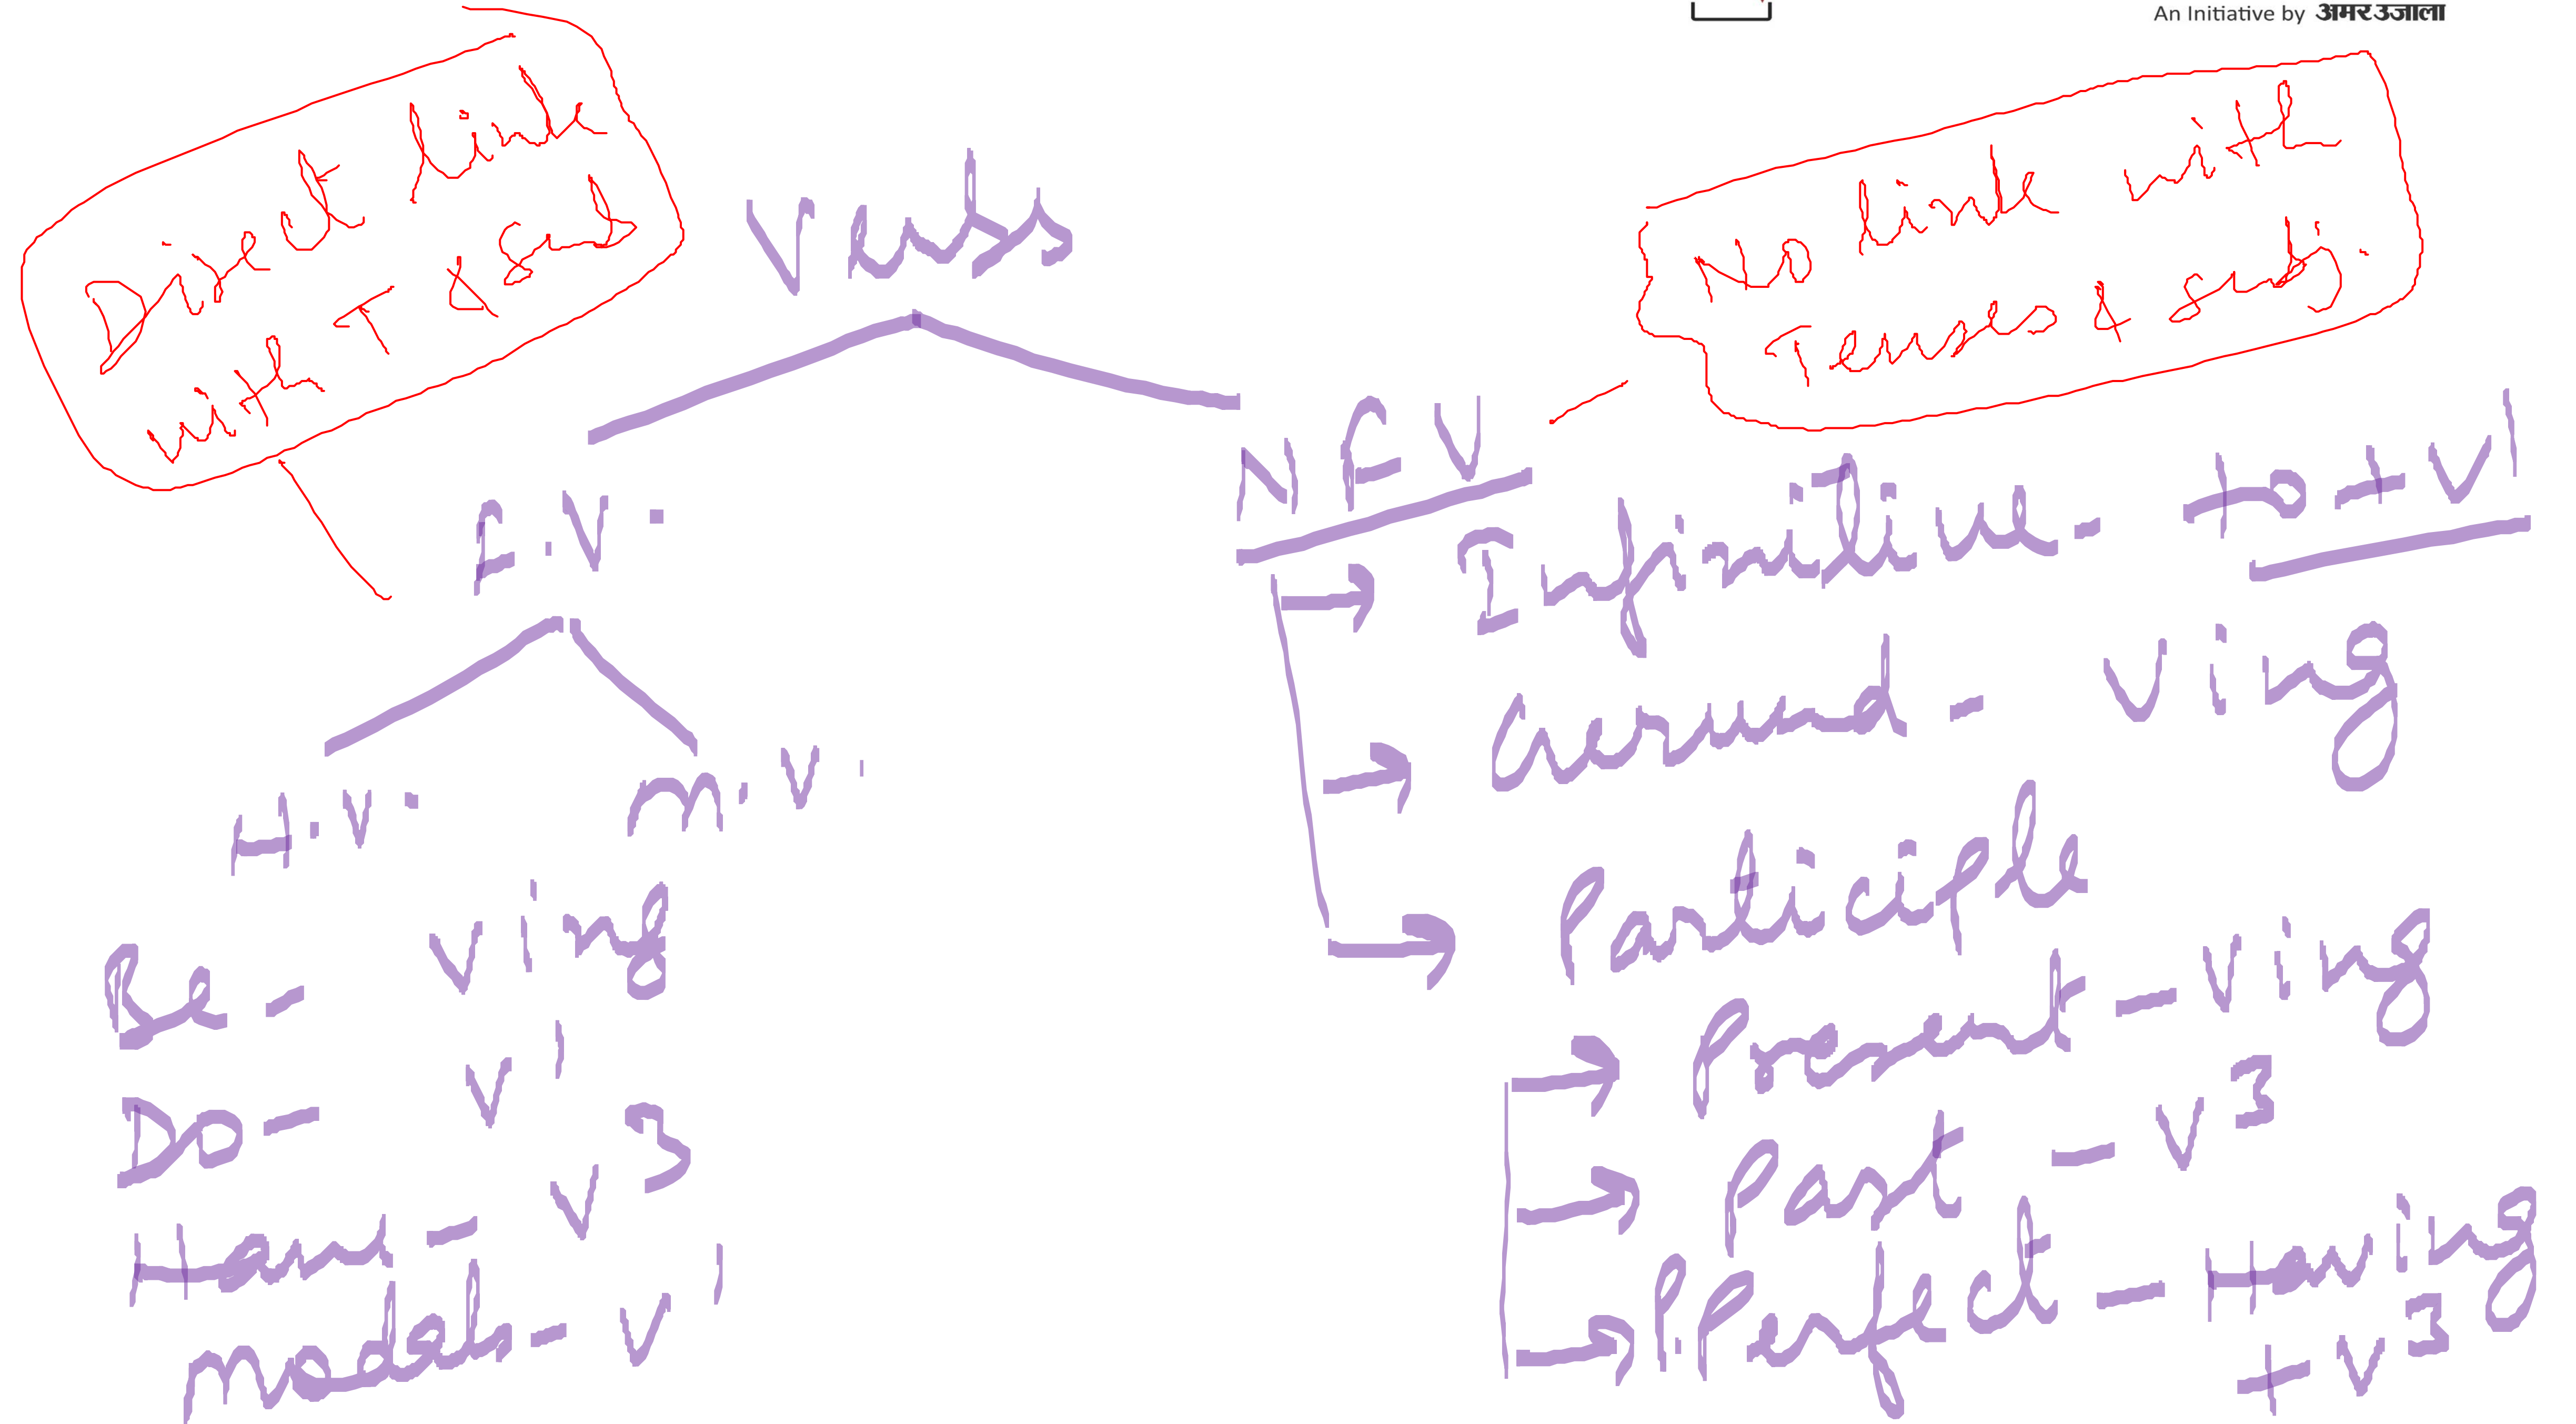 An Initiative by अमर उजाला
Direct link
with T & Sub
No link with
Tenses & Subj.
Verbs
F.V.
NFV
Infinitive - to + V1
Gerund - Ving
Participle
Present - Ving
Past - V3
P. Perfect - Having
+ V3
H.V.
M.V.
Be - Ving
Do - V1
Have - V3
modals - V1